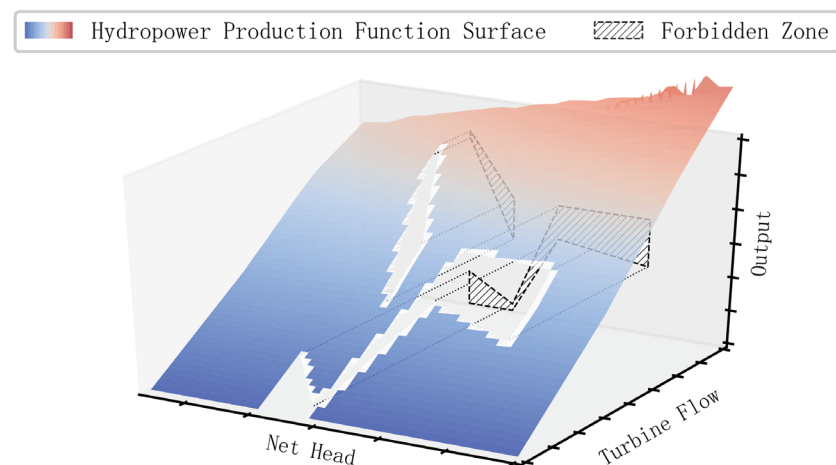 Hydropower Production Function Surface
Forbidden Zone
Output
Turbine Flow
Net Head